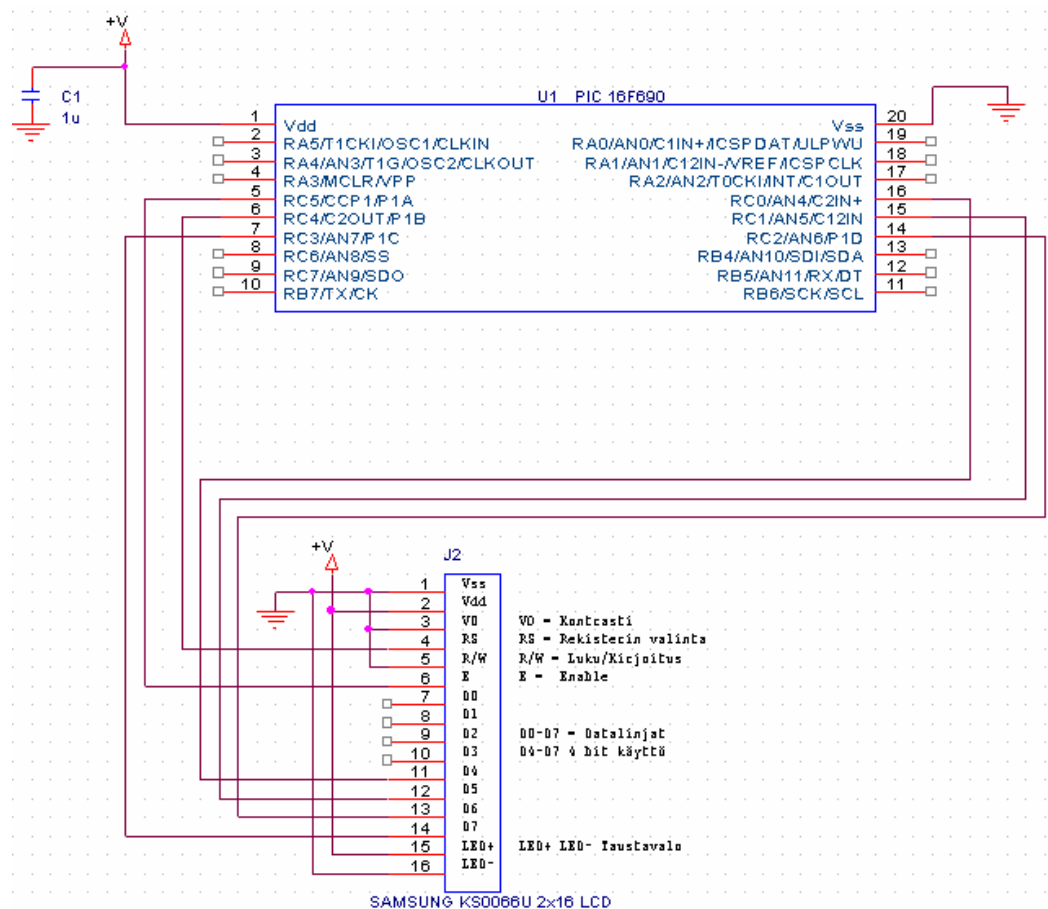 +V
C1
1u
U1 PIC 16F690
1 Vdd
2 RA5/T1CKI/OSC1/CLKIN
3 RA4/AN3/T1G/OSC2/CLKOUT
4 RA3/MCLR/VPP
5 RC5/CCP1/P1A
6 RC4/C2OUT/P1B
7 RC3/AN7/P1C
8 RC6/AN8/SS
9 RC7/AN9/SDO
10 RB7/TX/CK
Vss 20
RA0/AN0/C1IN+/ICSPDAT/ULPWU 19
RA1/AN1/C12IN-/VREF/ICSPCLK 18
RA2/AN2/T0CKI/INT/C1OUT 17
RC0/AN4/C2IN+ 16
RC1/AN5/C12IN 15
RC2/AN6/P1D 14
RB4/AN10/SDI/SDA 13
RB5/AN11/RX/DT 12
RB6/SCK/SCL 11
+V
J2
1 Vss
2 Vdd
3 VO VO = Kontrasti
4 RS RS = Rekisterin valinta
5 R/W R/W = Luku/Kirjoitus
6 E E = Enable
7 D0
8 D1
9 D2 D0-D7 = Datalinjat
10 D3 D4-D7 4 bit käyttö
11 D4
12 D5
13 D6
14 D7
15 LED+ LED+ LED- Taustavalo
16 LED-
SAMSUNG KS0066U 2x16 LCD